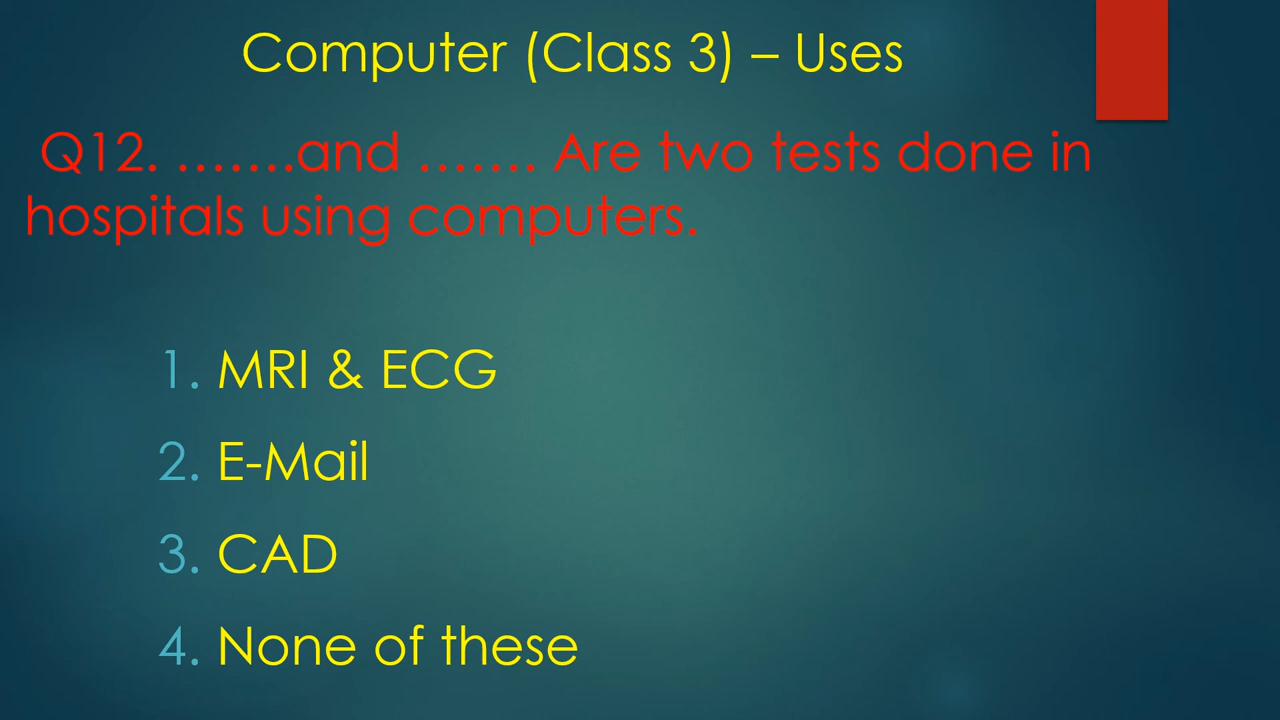 Computer (Class 3) – Uses
Q12. …….and ……. Are two tests done in
hospitals using computers.
1. MRI & ECG
2. E-Mail
3. CAD
4. None of these